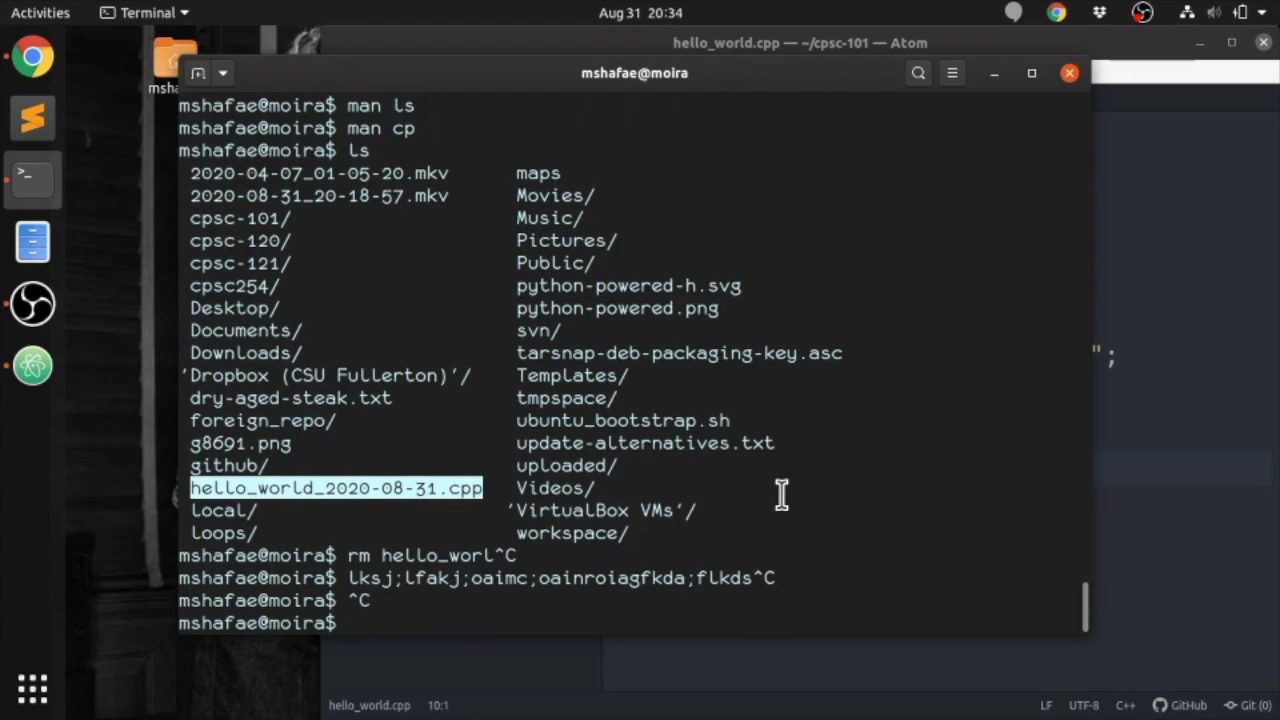 Activities Terminal Aug 31 20:34
hello_world.cpp — ~/cpsc-101 — Atom
mshafae@moira
msha
mshafae@moira$ man ls
mshafae@moira$ man cp
mshafae@moira$ ls
2020-04-07_01-05-20.mkv maps
2020-08-31_20-18-57.mkv Movies/
cpsc-101/ Music/
cpsc-120/ Pictures/
cpsc-121/ Public/
cpsc254/ python-powered-h.svg
Desktop/ python-powered.png
Documents/ svn/
Downloads/ tarsnap-deb-packaging-key.asc
'Dropbox (CSU Fullerton)'/ Templates/
dry-aged-steak.txt tmpspace/
foreign_repo/ ubuntu_bootstrap.sh
g8691.png update-alternatives.txt
github/ uploaded/
hello_world_2020-08-31.cpp Videos/
local/ 'VirtualBox VMs'/
Loops/ workspace/
mshafae@moira$ rm hello_worl^C
mshafae@moira$ lksj;lfakj;oaimc;oainroiagfkda;flkds^C
mshafae@moira$ ^C
mshafae@moira$
";
hello_world.cpp 10:1 LF UTF-8 C++ GitHub Git (0)